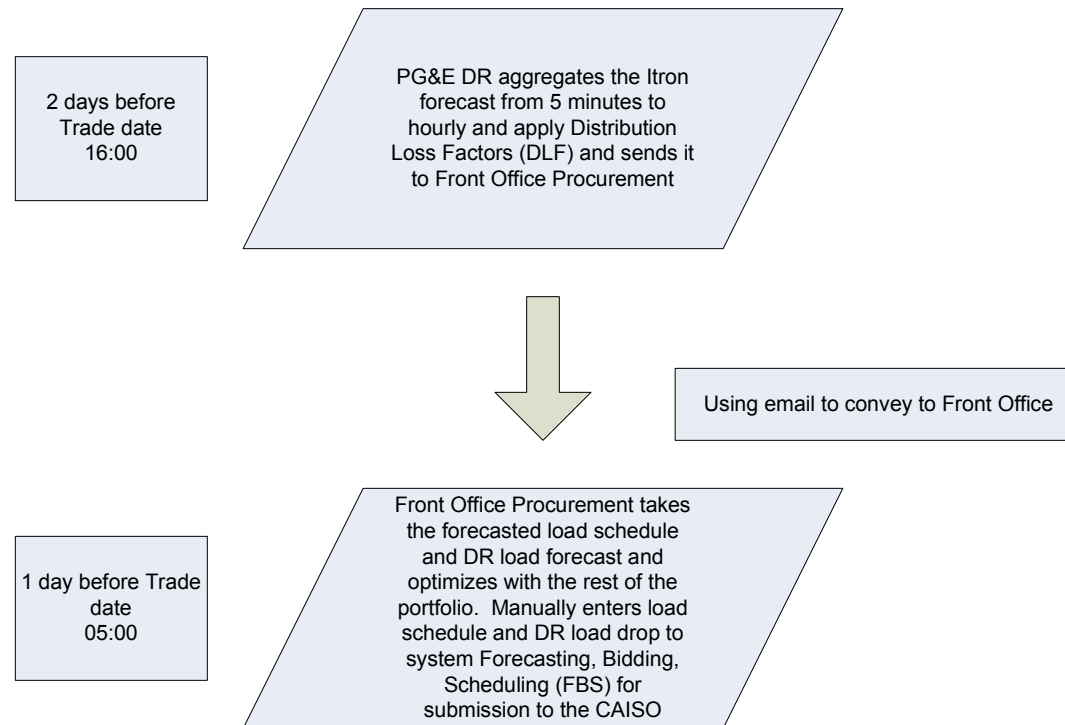 2 days before
Trade date
16:00
PG&E DR aggregates the Itron
forecast from 5 minutes to
hourly and apply Distribution
Loss Factors (DLF) and sends it
to Front Office Procurement
Using email to convey to Front Office
1 day before Trade
date
05:00
Front Office Procurement takes
the forecasted load schedule
and DR load forecast and
optimizes with the rest of the
portfolio.  Manually enters load
schedule and DR load drop to
system Forecasting, Bidding,
Scheduling (FBS) for
submission to the CAISO